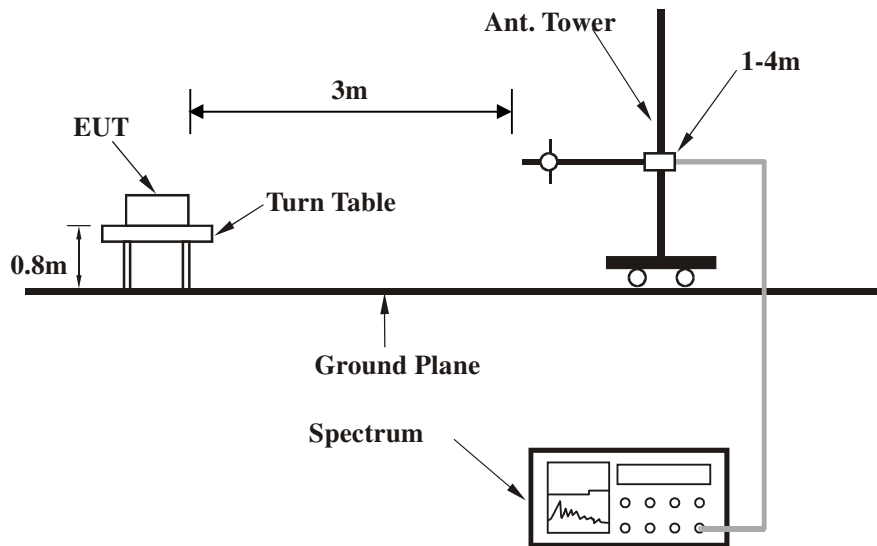 Ant. Tower
1-4m
3m
EUT
Turn Table
0.8m
Ground Plane
Spectrum